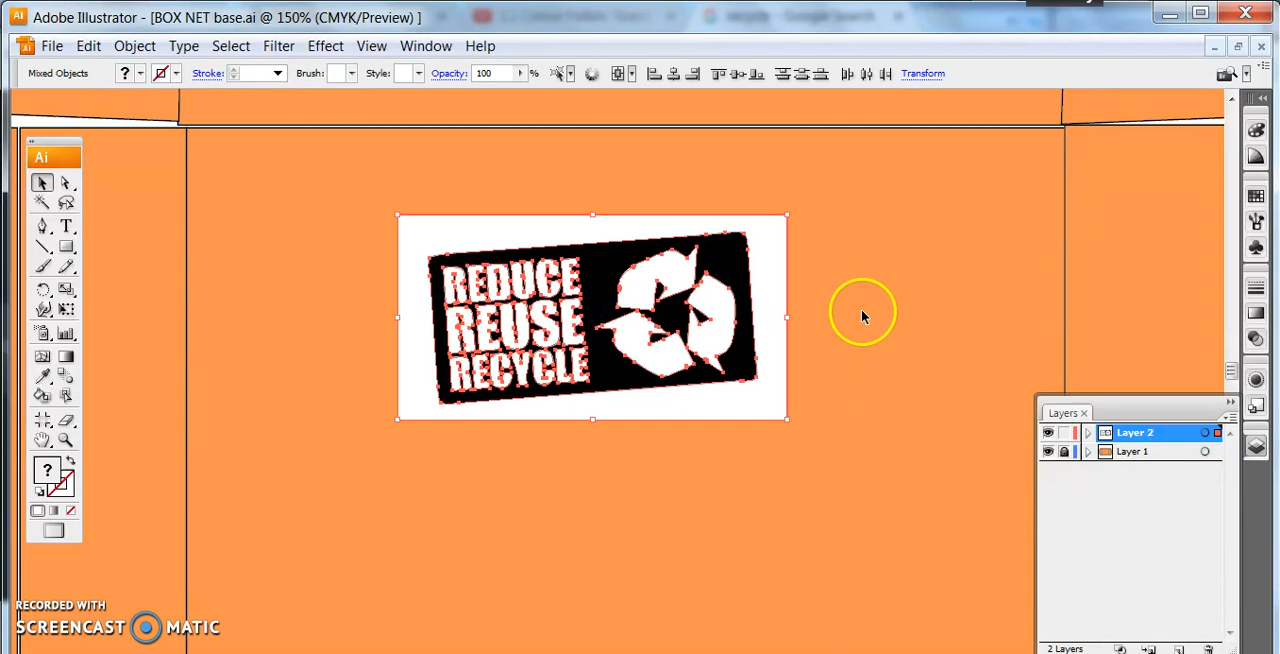 Adobe Illustrator - [BOX NET base.ai @ 150% (CMYK/Preview) ]
File Edit Object Type Select Filter Effect View Window Help
Mixed Objects ? Stroke: Brush: Style: Opacity: 100 % Transform
Ai
REDUCE
REUSE
RECYCLE
Layers
Layer 2
Layer 1
?
RECORDED WITH
SCREENCAST MATIC
2 Layers